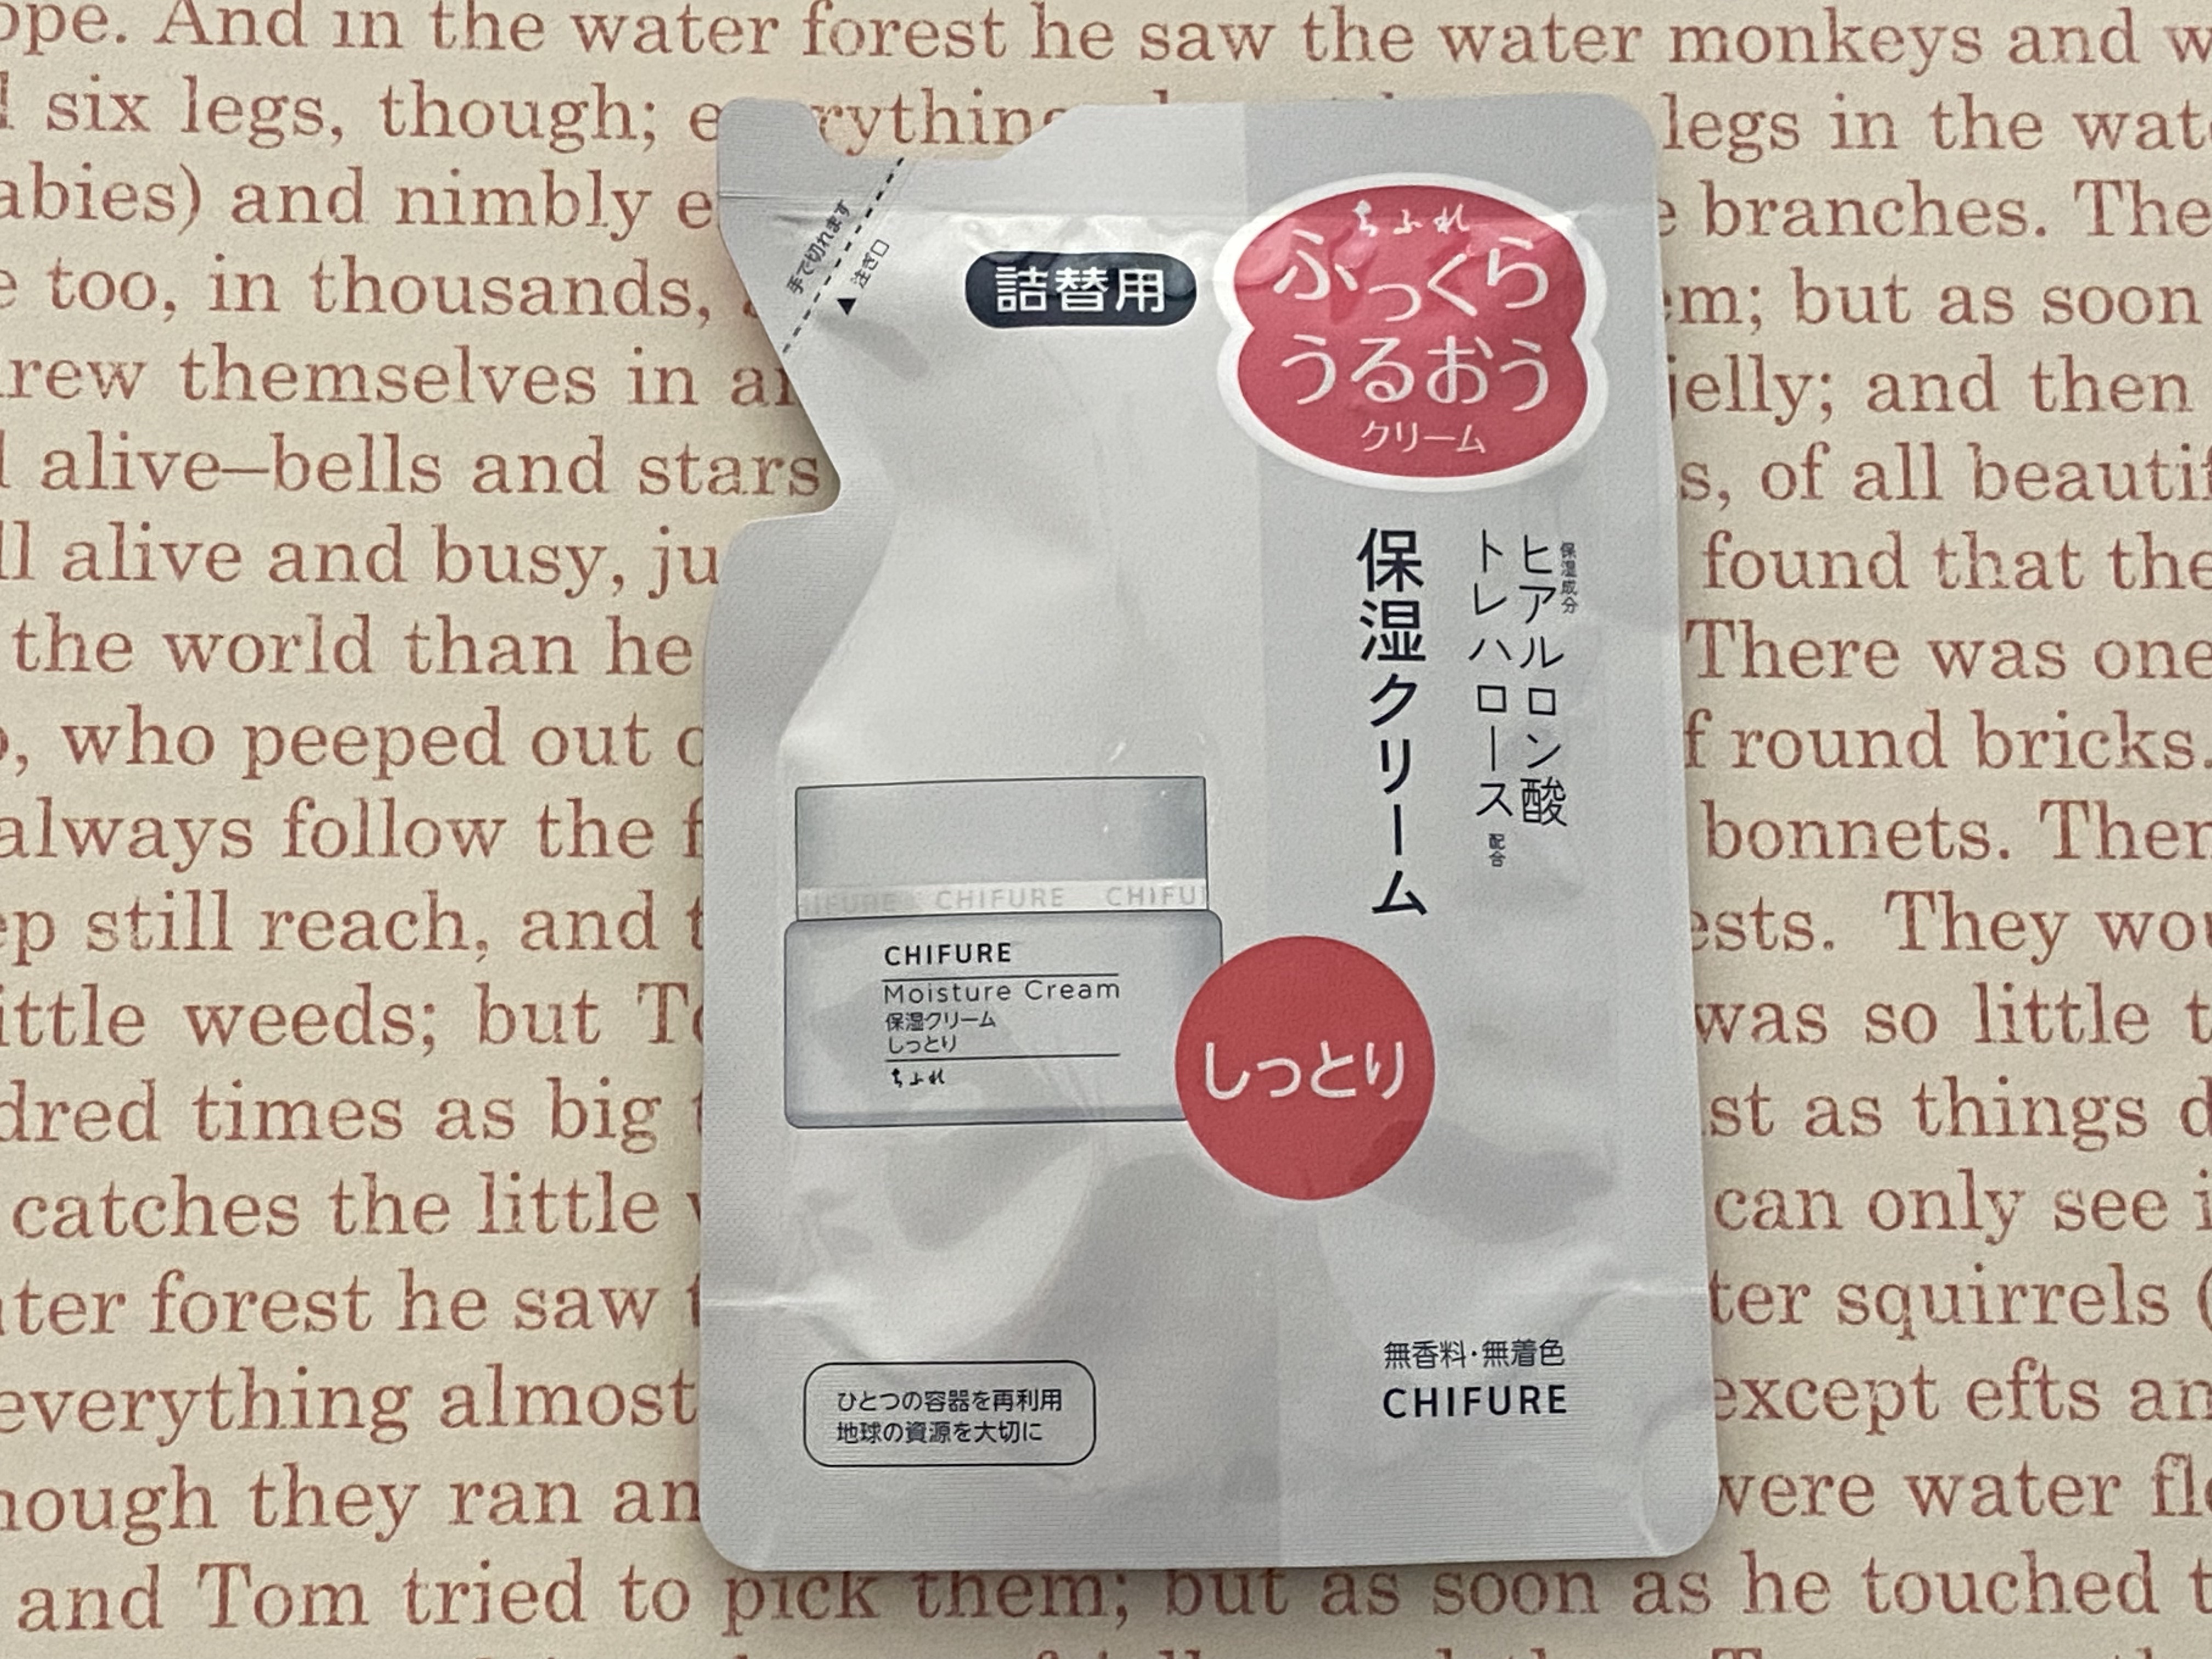 ope. And in the water forest he saw the water monkeys and w
six legs, though; e rything legs in the wat
abies) and nimbly e branches. The
e too, in thousands, em; but as soon
rew themselves in a jelly; and then
alive–bells and stars s, of all beautif
ll alive and busy, ju found that the
the world than he There was one
, who peeped out o f round bricks.
always follow the f bonnets. Ther
ep still reach, and t ests. They wou
ittle weeds; but To was so little t
dred times as big t st as things d
catches the little can only see i
ater forest he saw t ter squirrels (
everything almost except efts an
hough they ran an were water fl
and Tom tried to pick them; but as soon as he touched t
手で切れます
注ぎ口
詰替用
ちふれ
ふっくら
うるおう
クリーム
保湿成分
ヒアルロン酸
トレハロース配合
保湿クリーム
HIFURE CHIFURE CHIFU
CHIFURE
Moisture Cream
保湿クリーム
しっとり
ちふれ
しっとり
ひとつの容器を再利用
地球の資源を大切に
無香料・無着色
CHIFURE